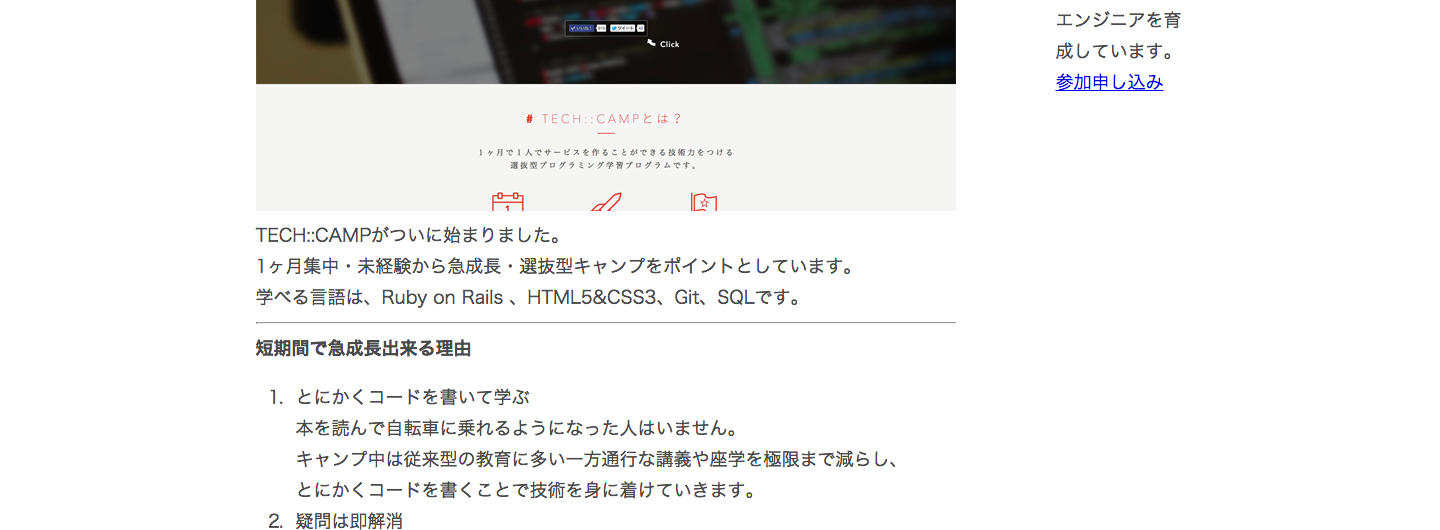 いいね!
ツイート
Click
# TECH::CAMPとは？
1ヶ月で1人でサービスを作ることができる技術力をつける
選抜型プログラミング学習プログラムです。
1
TECH::CAMPがついに始まりました。
1ヶ月集中・未経験から急成長・選抜型キャンプをポイントとしています。
学べる言語は、Ruby on Rails 、HTML5&CSS3、Git、SQLです。
短期間で急成長出来る理由
1. とにかくコードを書いて学ぶ
本を読んで自転車に乗れるようになった人はいません。
キャンプ中は従来型の教育に多い一方通行な講義や座学を極限まで減らし、
とにかくコードを書くことで技術を身に着けていきます。
2. 疑問は即解消
エンジニアを育
成しています。
参加申し込み